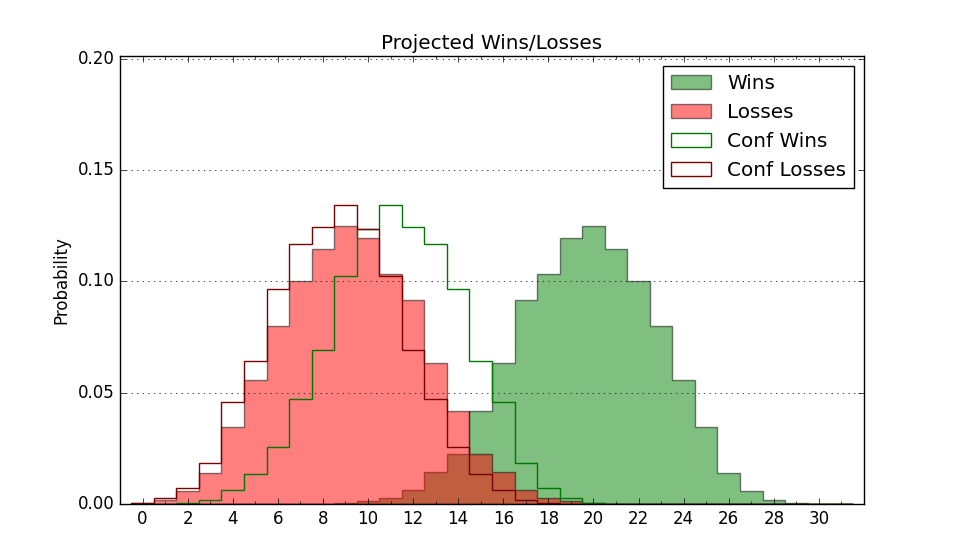 Projected Wins/Losses
0.20
0.15
0.10
0.05
0.00
Probability
Wins
Losses
Conf Wins
Conf Losses
0 2 4 6 8 10 12 14 16 18 20 22 24 26 28 30